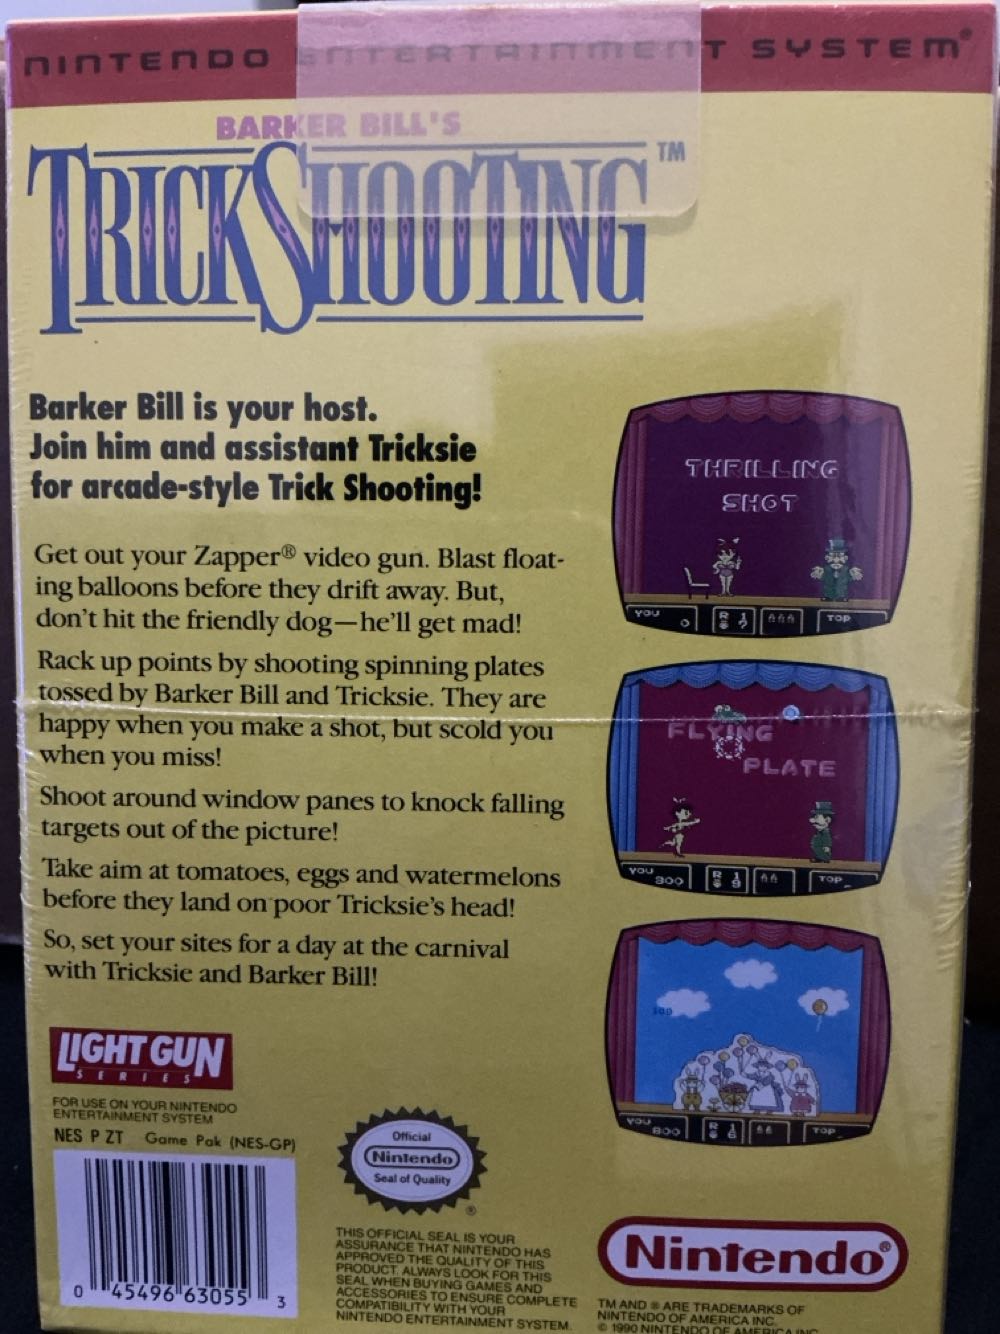 NINTENDO ENTERTAINMENT SYSTEM®
BARKER BILL'S
TRICKSHOOTING™
Barker Bill is your host.
Join him and assistant Tricksie
for arcade-style Trick Shooting!
Get out your Zapper® video gun. Blast float-
ing balloons before they drift away. But,
don't hit the friendly dog—he'll get mad!
Rack up points by shooting spinning plates
tossed by Barker Bill and Tricksie. They are
happy when you make a shot, but scold you
when you miss!
Shoot around window panes to knock falling
targets out of the picture!
Take aim at tomatoes, eggs and watermelons
before they land on poor Tricksie's head!
So, set your sites for a day at the carnival
with Tricksie and Barker Bill!
THRILLING
SHOT
YOU 0 R 1 TOP
FLYING
PLATE
YOU 300 R 1 TOP
100
YOU 800 R 1 TOP
LIGHT GUN
SERIES
FOR USE ON YOUR NINTENDO
ENTERTAINMENT SYSTEM
NES P ZT Game Pak (NES-GP)
0 45496 63055 3
Official
Nintendo
Seal of Quality
®
THIS OFFICIAL SEAL IS YOUR
ASSURANCE THAT NINTENDO HAS
APPROVED THE QUALITY OF THIS
PRODUCT. ALWAYS LOOK FOR THIS
SEAL WHEN BUYING GAMES AND
ACCESSORIES TO ENSURE COMPLETE
COMPATIBILITY WITH YOUR
NINTENDO ENTERTAINMENT SYSTEM.
Nintendo®
TM AND ® ARE TRADEMARKS OF
NINTENDO OF AMERICA INC.
© 1990 NINTENDO OF AMERICA INC.